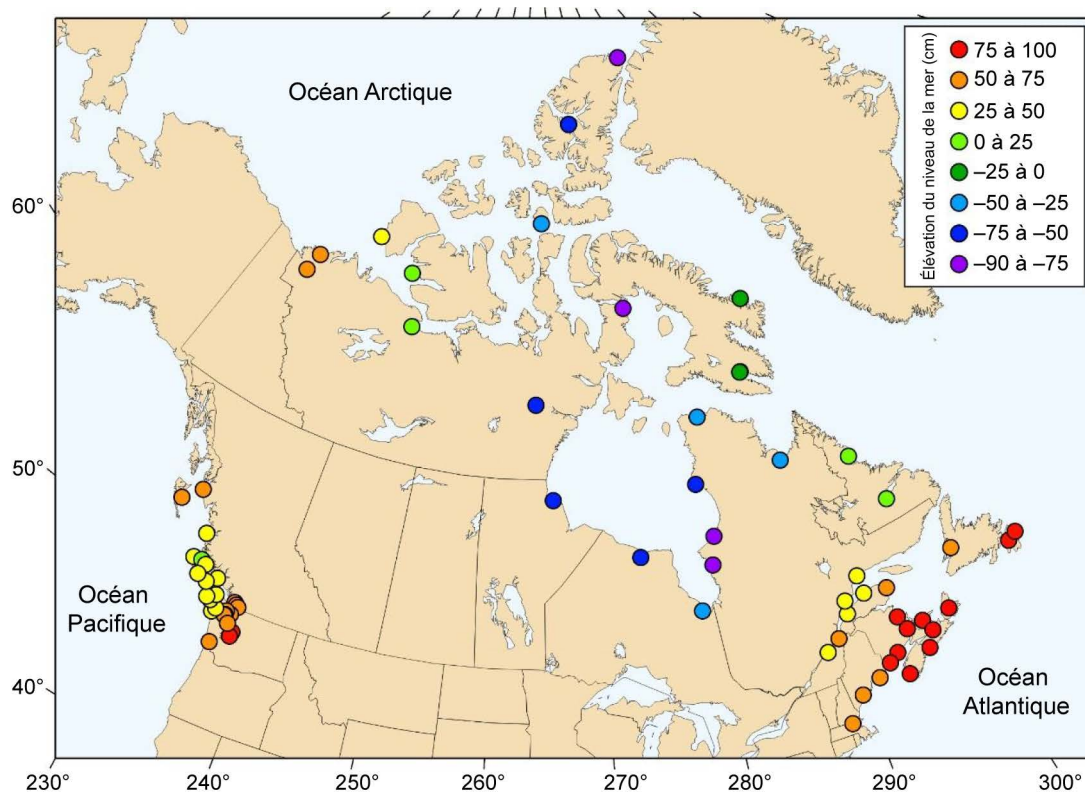 Océan Arctique
Élévation du niveau de la mer (cm)
75 à 100
50 à 75
25 à 50
0 à 25
–25 à 0
–50 à –25
–75 à –50
–90 à –75
60°
50°
40°
Océan
Pacifique
Océan
Atlantique
230 240 250 260 270 280 290 300°